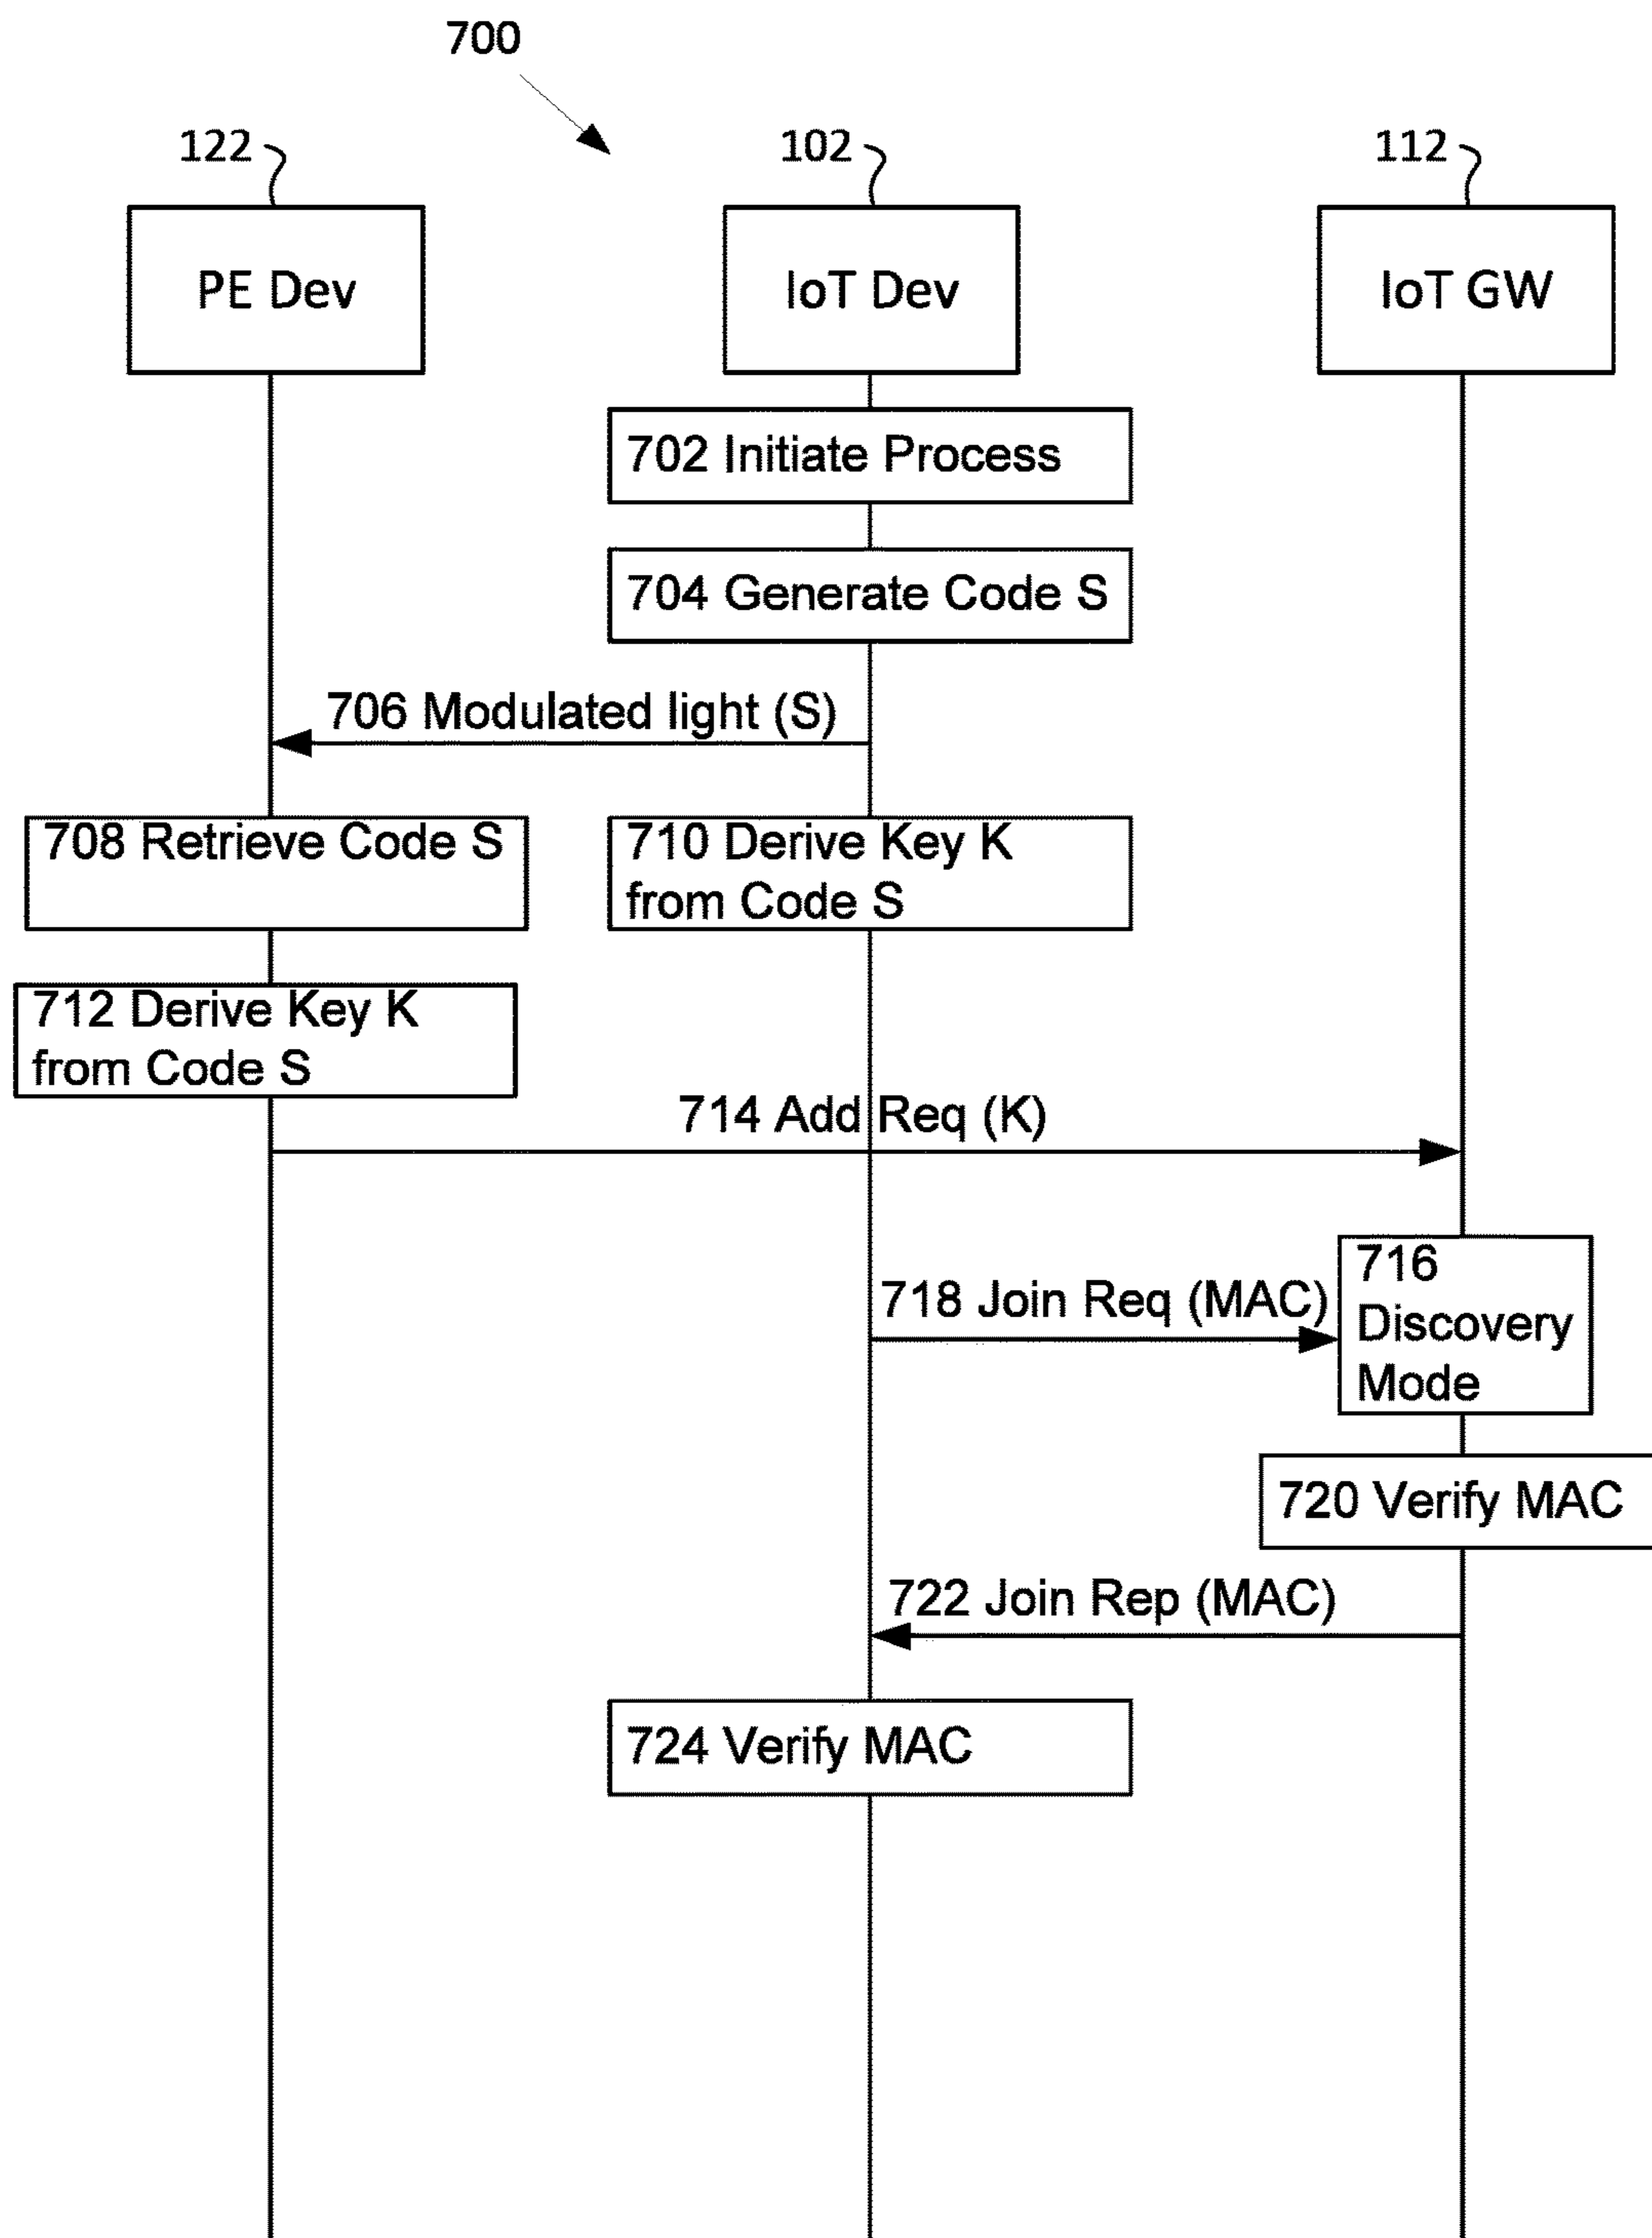 700
122
102
112
PE Dev
IoT Dev
IoT GW
702 Initiate Process
704 Generate Code S
706 Modulated light (S)
708 Retrieve Code S
710 Derive Key K
from Code S
712 Derive Key K
from Code S
714 Add Req (K)
716
Discovery
Mode
718 Join Req (MAC)
720 Verify MAC
722 Join Rep (MAC)
724 Verify MAC